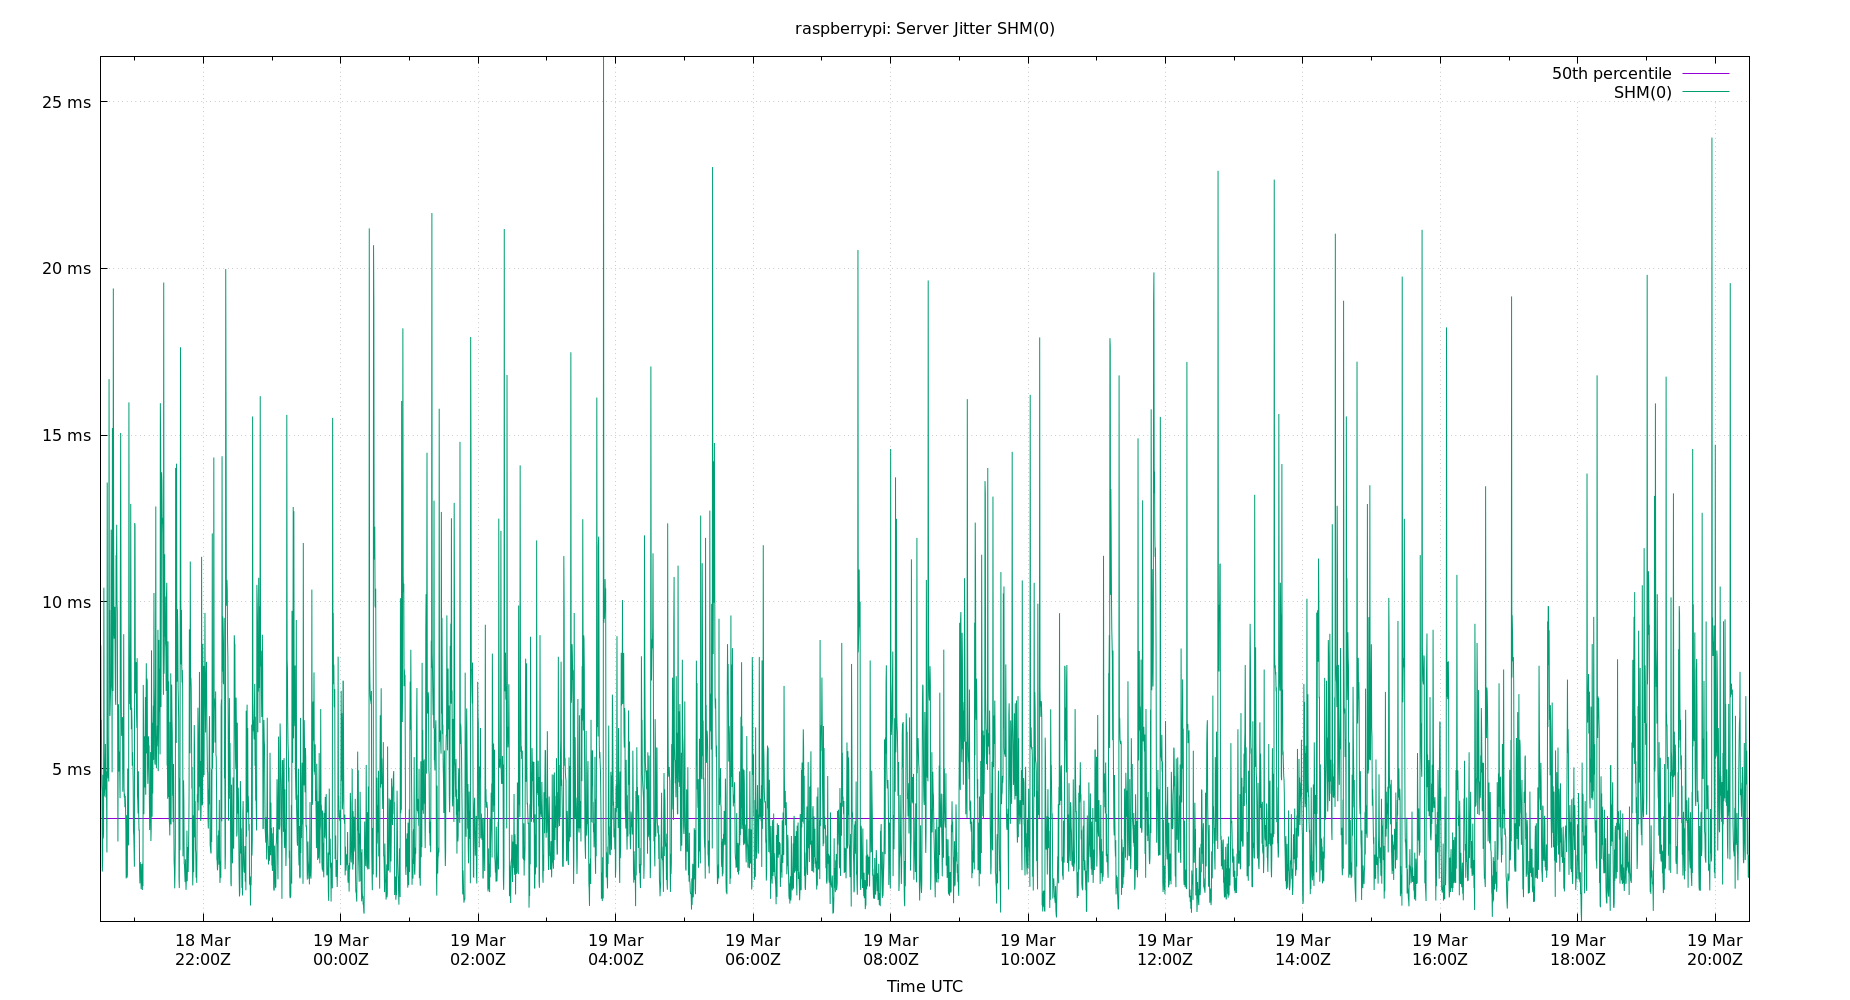 raspberrypi: Server Jitter SHM(0)
50th percentile
SHM(0)
25 ms
20 ms
15 ms
10 ms
5 ms
18 Mar 19 Mar 19 Mar 19 Mar 19 Mar 19 Mar 19 Mar 19 Mar 19 Mar 19 Mar 19 Mar 19 Mar
22:00Z 00:00Z 02:00Z 04:00Z 06:00Z 08:00Z 10:00Z 12:00Z 14:00Z 16:00Z 18:00Z 20:00Z
Time UTC